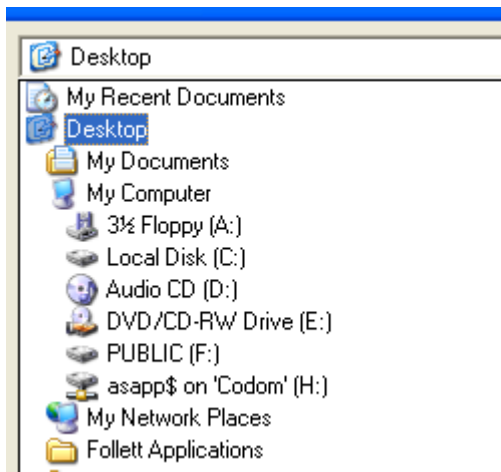 Desktop
My Recent Documents
Desktop
My Documents
My Computer
3½ Floppy (A:)
Local Disk (C:)
Audio CD (D:)
DVD/CD-RW Drive (E:)
PUBLIC (F:)
asapp$ on 'Codom' (H:)
My Network Places
Follett Applications